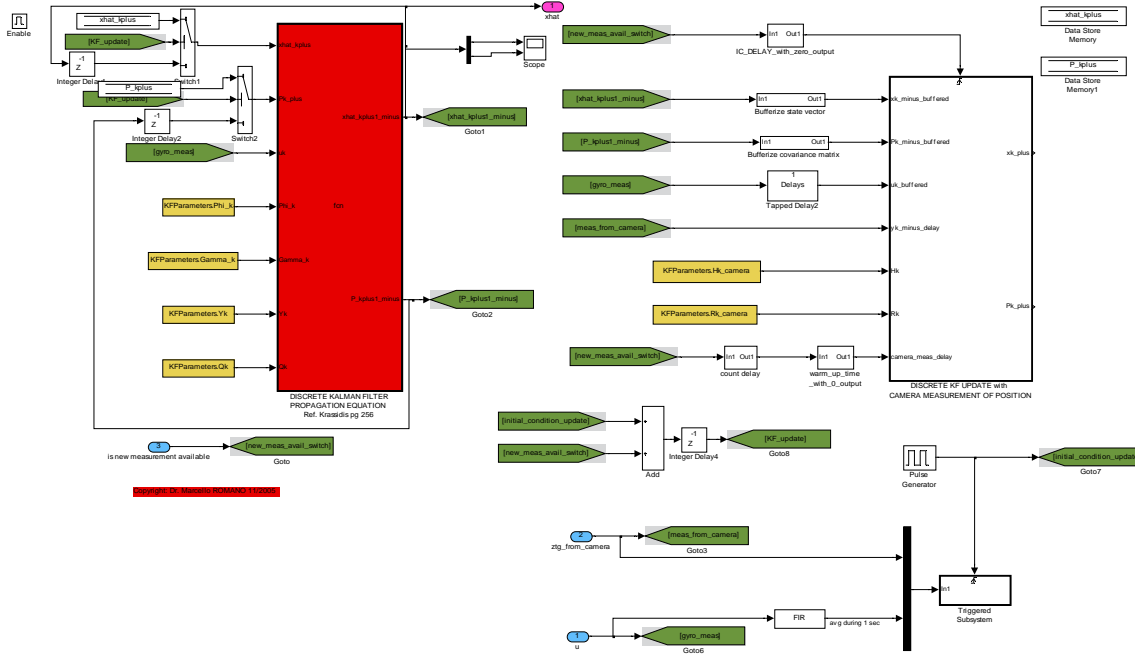 Enable
xhat_kplus
[KF_update]
-1
Z
Integer Delay
Switch1
P_kplus
[KF_update]
-1
Z
Integer Delay2
Switch2
[gyro_meas]
KFParameters.Phi_k
KFParameters.Gamma_k
KFParameters.Yk
KFParameters.Qk
xhat_kplus
Pk_plus
uk
Phi_k
Gamma_k
Yk
Qk
fcn
xhat_kplus1_minus
P_kplus1_minus
DISCRETE KALMAN FILTER
PROPAGATION EQUATION
Ref. Krassidis pg 256
1
xhat
Scope
[xhat_kplus1_minus]
Goto1
[P_kplus1_minus]
Goto2
3
is new measurement available
[new_meas_avail_switch]
Goto
Copyright: Dr. Marcello ROMANO 11/2005
[new_meas_avail_switch]
In1 Out1
IC_DELAY_with_zero_output
[xhat_kplus1_minus]
In1 Out1
Bufferize state vector
[P_kplus1_minus]
In1 Out1
Bufferize covariance matrix
[gyro_meas]
1
Delays
Tapped Delay2
[meas_from_camera]
KFParameters.Hk_camera
KFParameters.Rk_camera
[new_meas_avail_switch]
In1 Out1
count delay
In1 Out1
warm_up_time
_with_0_output
xk_minus_buffered
Pk_minus_buffered
uk_buffered
yk_minus_delay
Hk
Rk
camera_meas_delay
xk_plus
Pk_plus
DISCRETE KF UPDATE with
CAMERA MEASUREMENT OF POSITION
xhat_kplus
Data Store
Memory
P_kplus
Data Store
Memory1
[initial_condition_update]
[new_meas_avail_switch]
+
+
Add
-1
Z
Integer Delay4
[KF_update]
Goto8
Pulse
Generator
[initial_condition_update
Goto7
2
ztg_from_camera
[meas_from_camera]
Goto3
1
u
[gyro_meas]
Goto6
FIR
avg during 1 sec
In1
Triggered
Subsystem